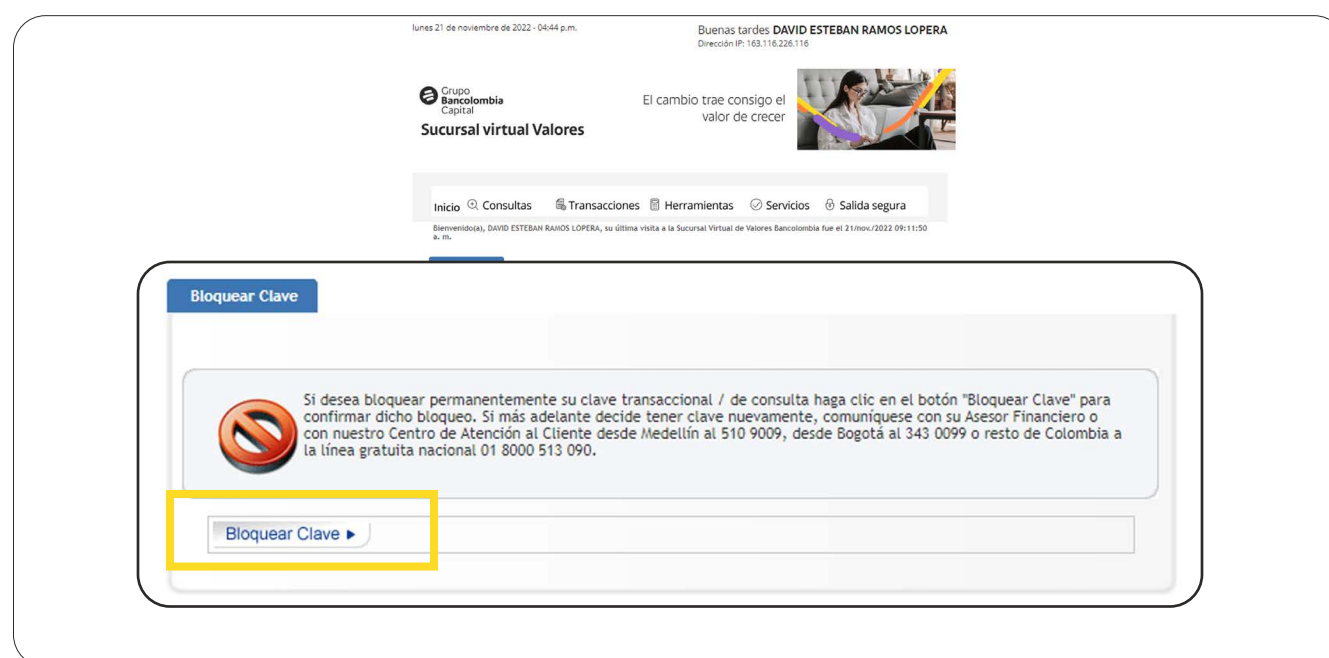 lunes 21 de noviembre de 2022 - 04:44 p.m.
Buenas tardes DAVID ESTEBAN RAMOS LOPERA
Dirección IP: 163.116.226.116
Grupo
Bancolombia
Capital
Sucursal virtual Valores
El cambio trae consigo el
valor de crecer
Inicio Consultas Transacciones Herramientas Servicios Salida segura
Bienvenido(a), DAVID ESTEBAN RAMOS LOPERA, su última visita a la Sucursal Virtual de Valores Bancolombia fue el 21/nov./2022 09:11:50
a. m.
Bloquear Clave
Si desea bloquear permanentemente su clave transaccional / de consulta haga clic en el botón "Bloquear Clave" para
confirmar dicho bloqueo. Si más adelante decide tener clave nuevamente, comuníquese con su Asesor Financiero o
con nuestro Centro de Atención al Cliente desde Medellín al 510 9009, desde Bogotá al 343 0099 o resto de Colombia a
la línea gratuita nacional 01 8000 513 090.
Bloquear Clave